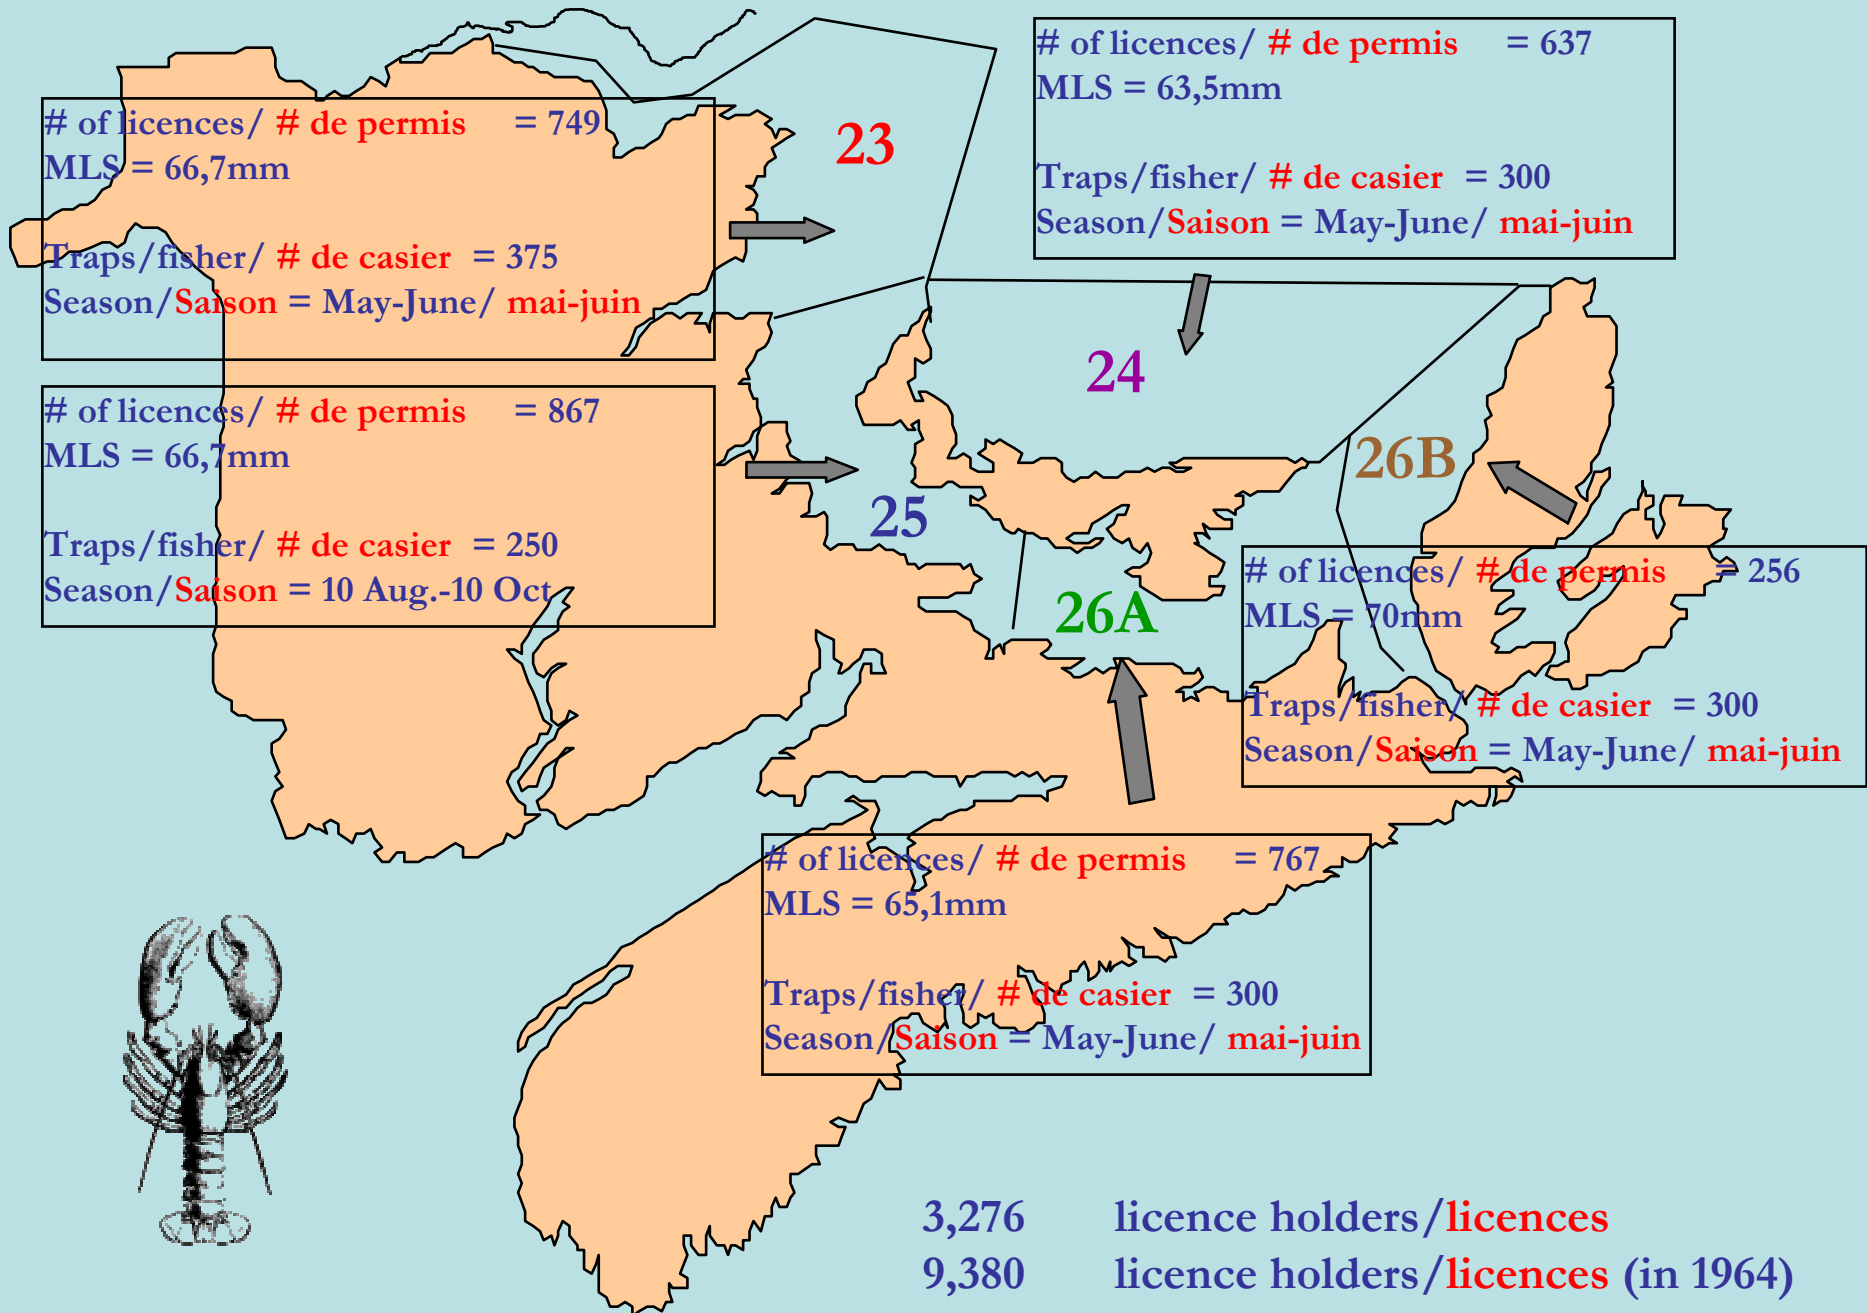 # of licences/ # de permis = 637
MLS = 63,5mm
Traps/fisher/ # de casier = 300
Season/Saison = May-June/ mai-juin
# of licences/ # de permis = 749
MLS = 66,7mm
Traps/fisher/ # de casier = 375
Season/Saison = May-June/ mai-juin
23
24
# of licences/ # de permis = 867
MLS = 66,7mm
Traps/fisher/ # de casier = 250
Season/Saison = 10 Aug.-10 Oct
25
26B
26A
# of licences/ # de permis = 256
MLS = 70mm
Traps/fisher/ # de casier = 300
Season/Saison = May-June/ mai-juin
# of licences/ # de permis = 767
MLS = 65,1mm
Traps/fisher/ # de casier = 300
Season/Saison = May-June/ mai-juin
3,276 licence holders/licences
9,380 licence holders/licences (in 1964)